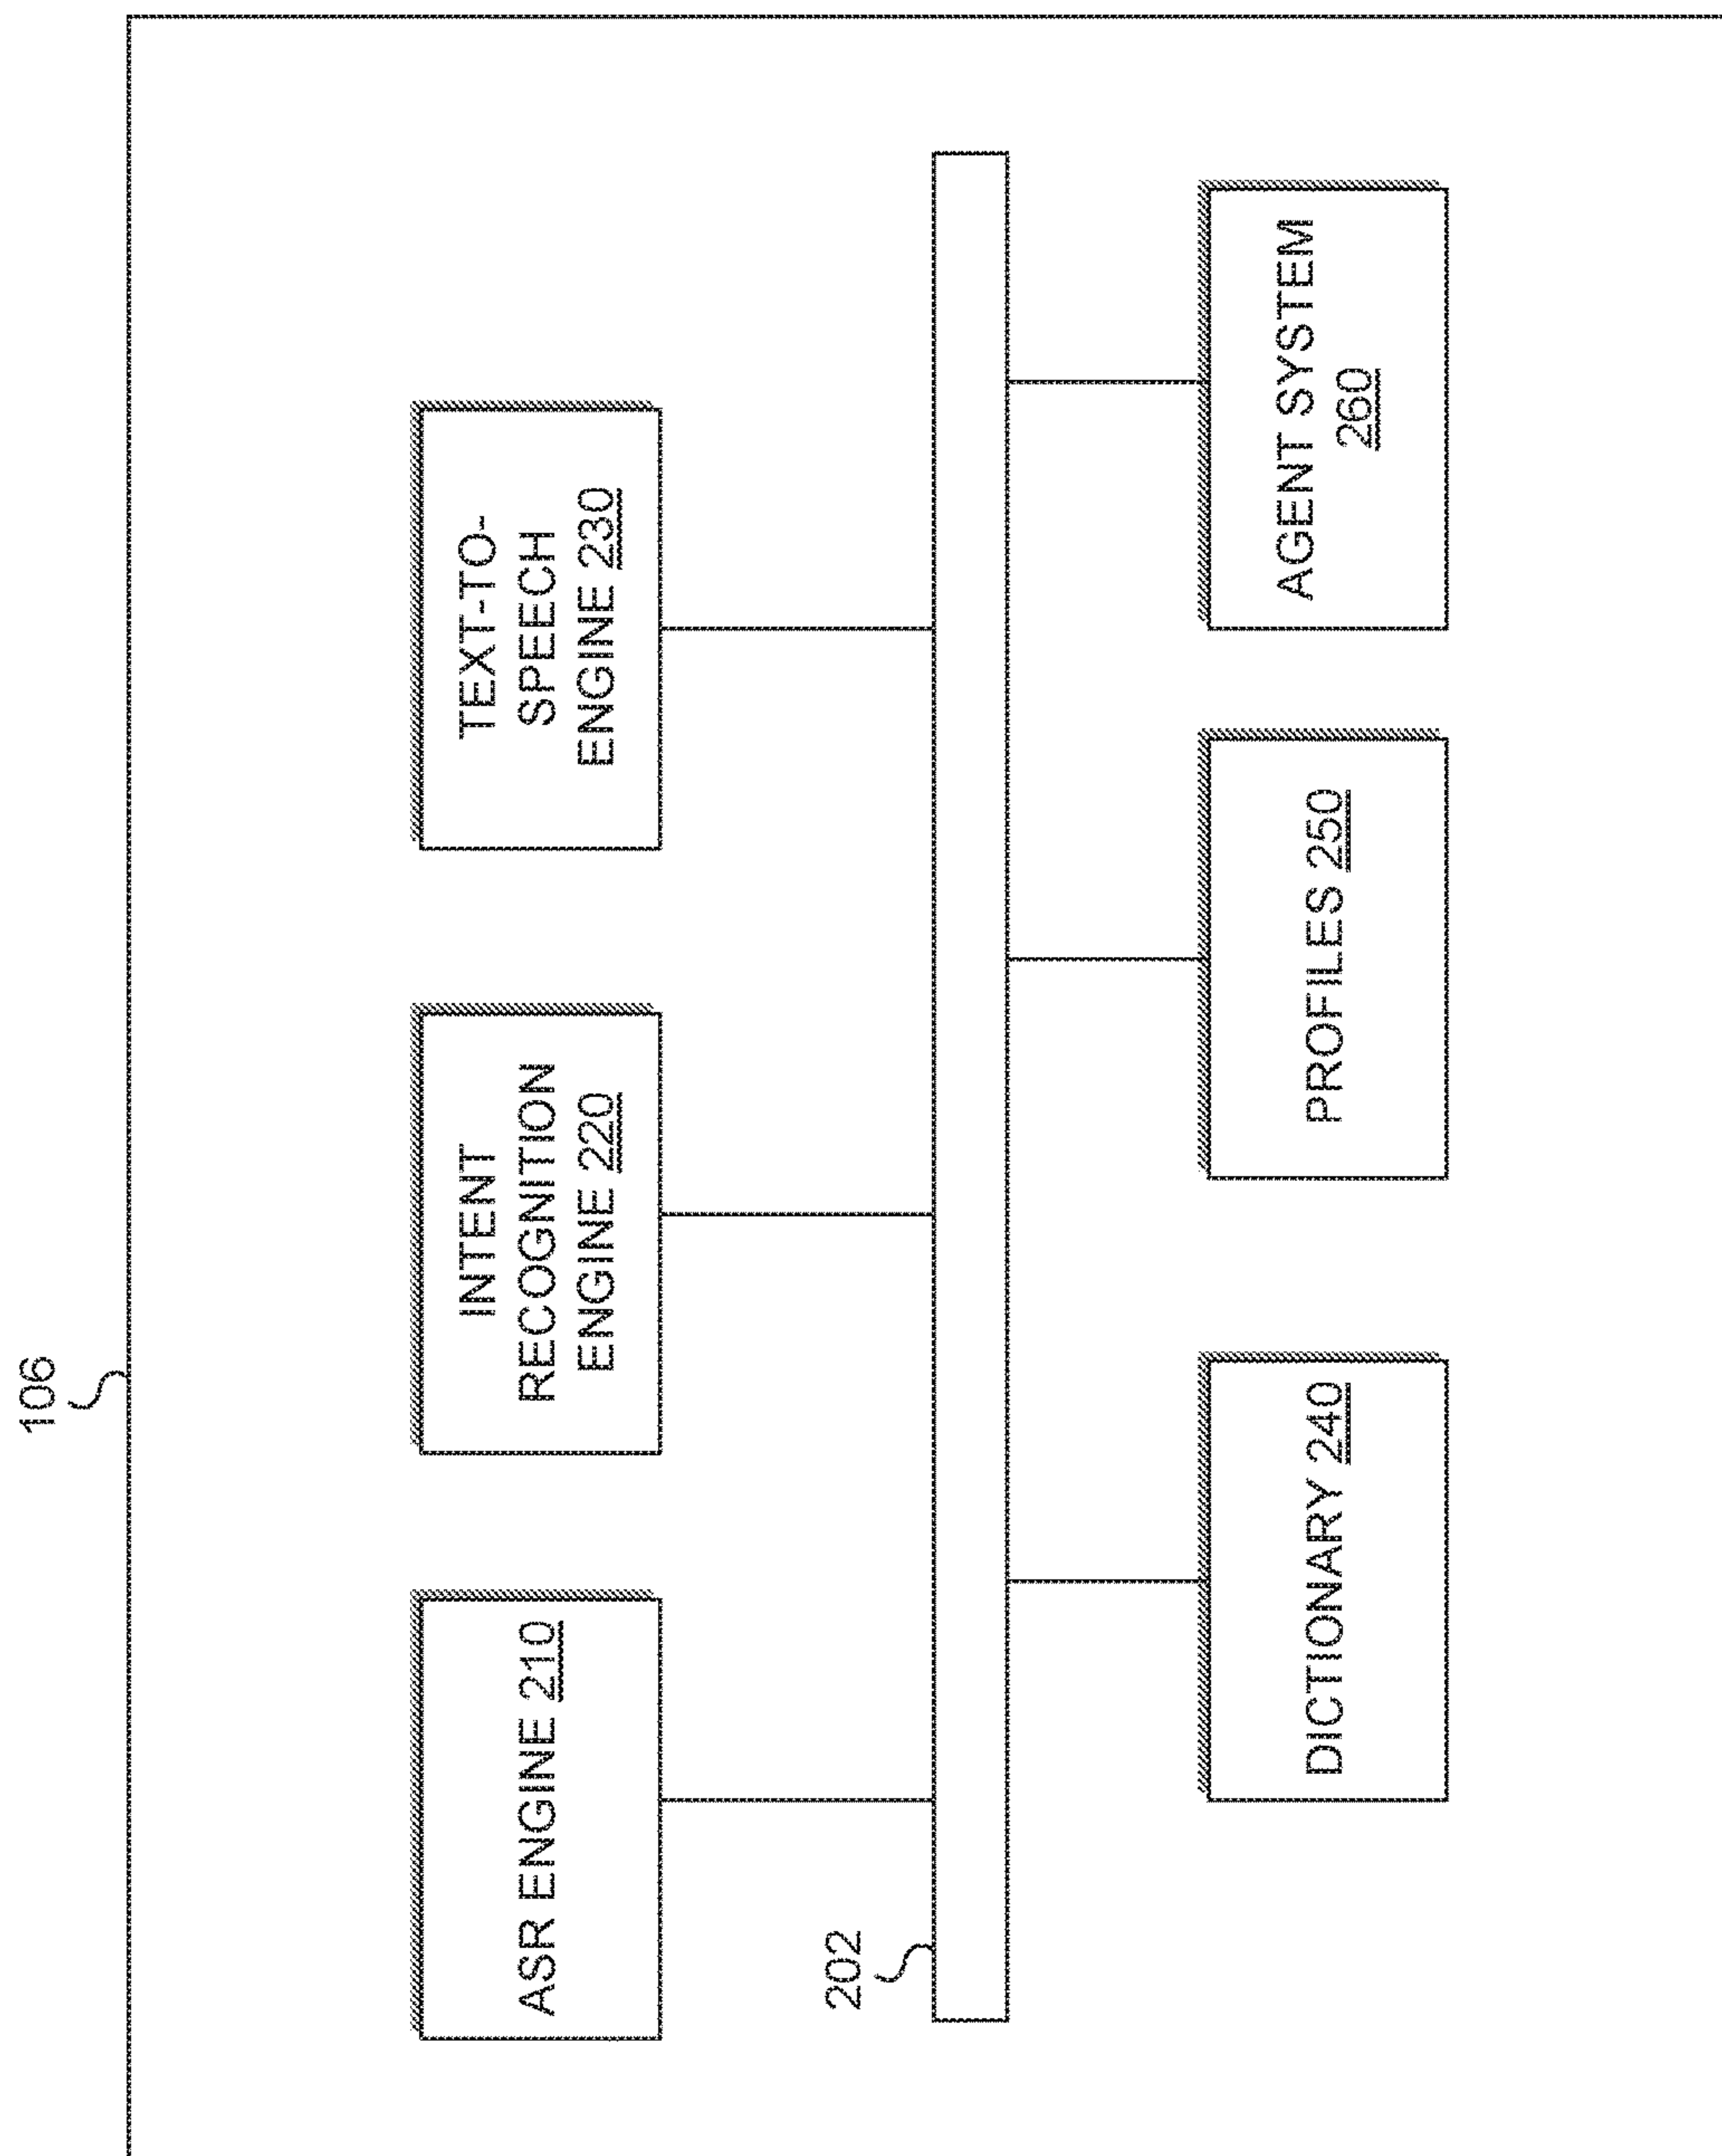 106
ASR ENGINE 210
INTENT
RECOGNITION
ENGINE 220
TEXT-TO-
SPEECH
ENGINE 230
202
DICTIONARY 240
PROFILES 250
AGENT SYSTEM
260